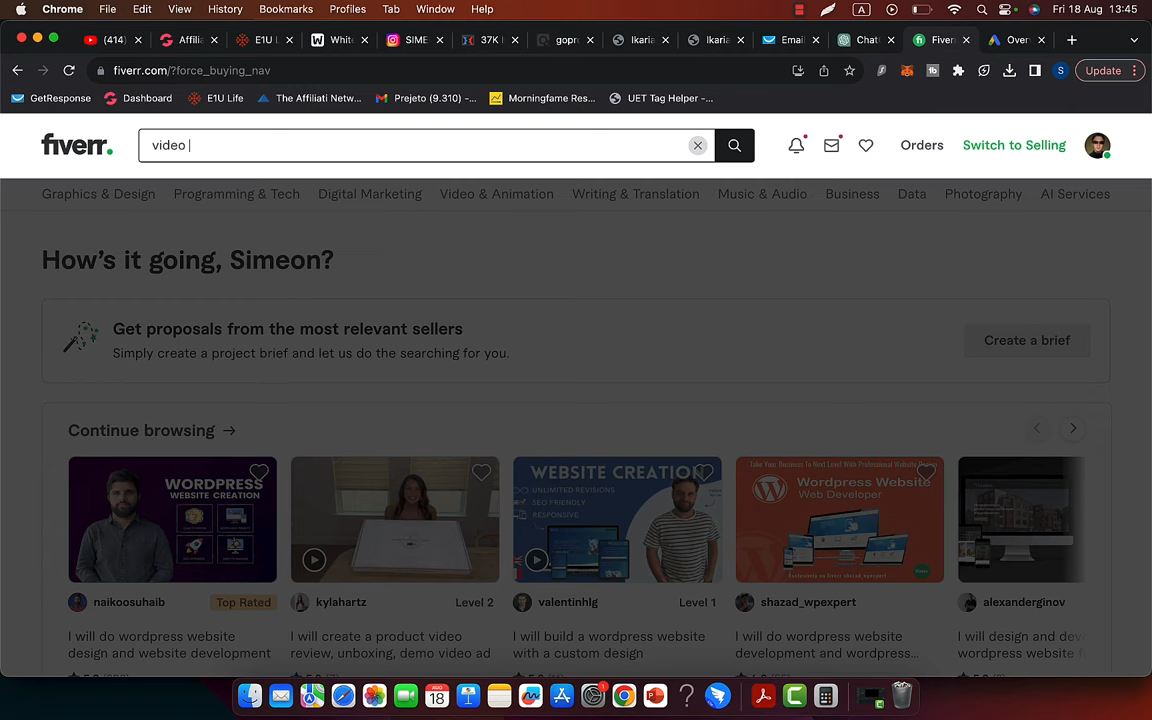 Chrome File Edit View History Bookmarks Profiles Tab Window Help A Fri 18 Aug 13:45
(414) Affilia E1U L White SIME 37K gopro Ikaria Ikaria Email Chat Fiverr Over
fiverr.com/?force_buying_nav Update
GetResponse Dashboard E1U Life The Affiliati Netw... Prejeto (9.310) –... Morningfame Res... UET Tag Helper -...
fiverr. video Orders Switch to Selling
Graphics & Design Programming & Tech Digital Marketing Video & Animation Writing & Translation Music & Audio Business Data Photography AI Services
How's it going, Simeon?
Get proposals from the most relevant sellers
Simply create a project brief and let us do the searching for you.
Create a brief
Continue browsing →
WORDPRESS
WEBSITE CREATION
WEBSITE CREATION
UNLIMITED REVISIONS
SEO FRIENDLY
RESPONSIVE
Take Your Business To Next Level With Professional Website
Wordpress Website
Web Developer
naikoosuhaib Top Rated kylahartz Level 2 valentinhlg Level 1 shazad_wpexpert alexanderginov
I will do wordpress website I will create a product video I will build a wordpress website I will do wordpress website I will design and dev
design and website development review, unboxing, demo video ad with a custom design development and wordpress... wordpress website f
18